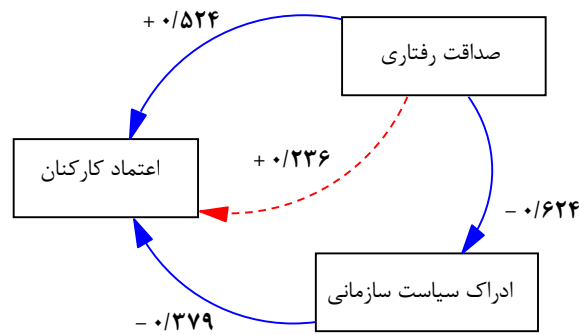 + ۰/۵۲۴
صداقت رفتاری
اعتماد کارکنان
+ ۰/۲۳۶
− ۰/۶۲۴
ادراک سیاست سازمانی
− ۰/۳۷۹